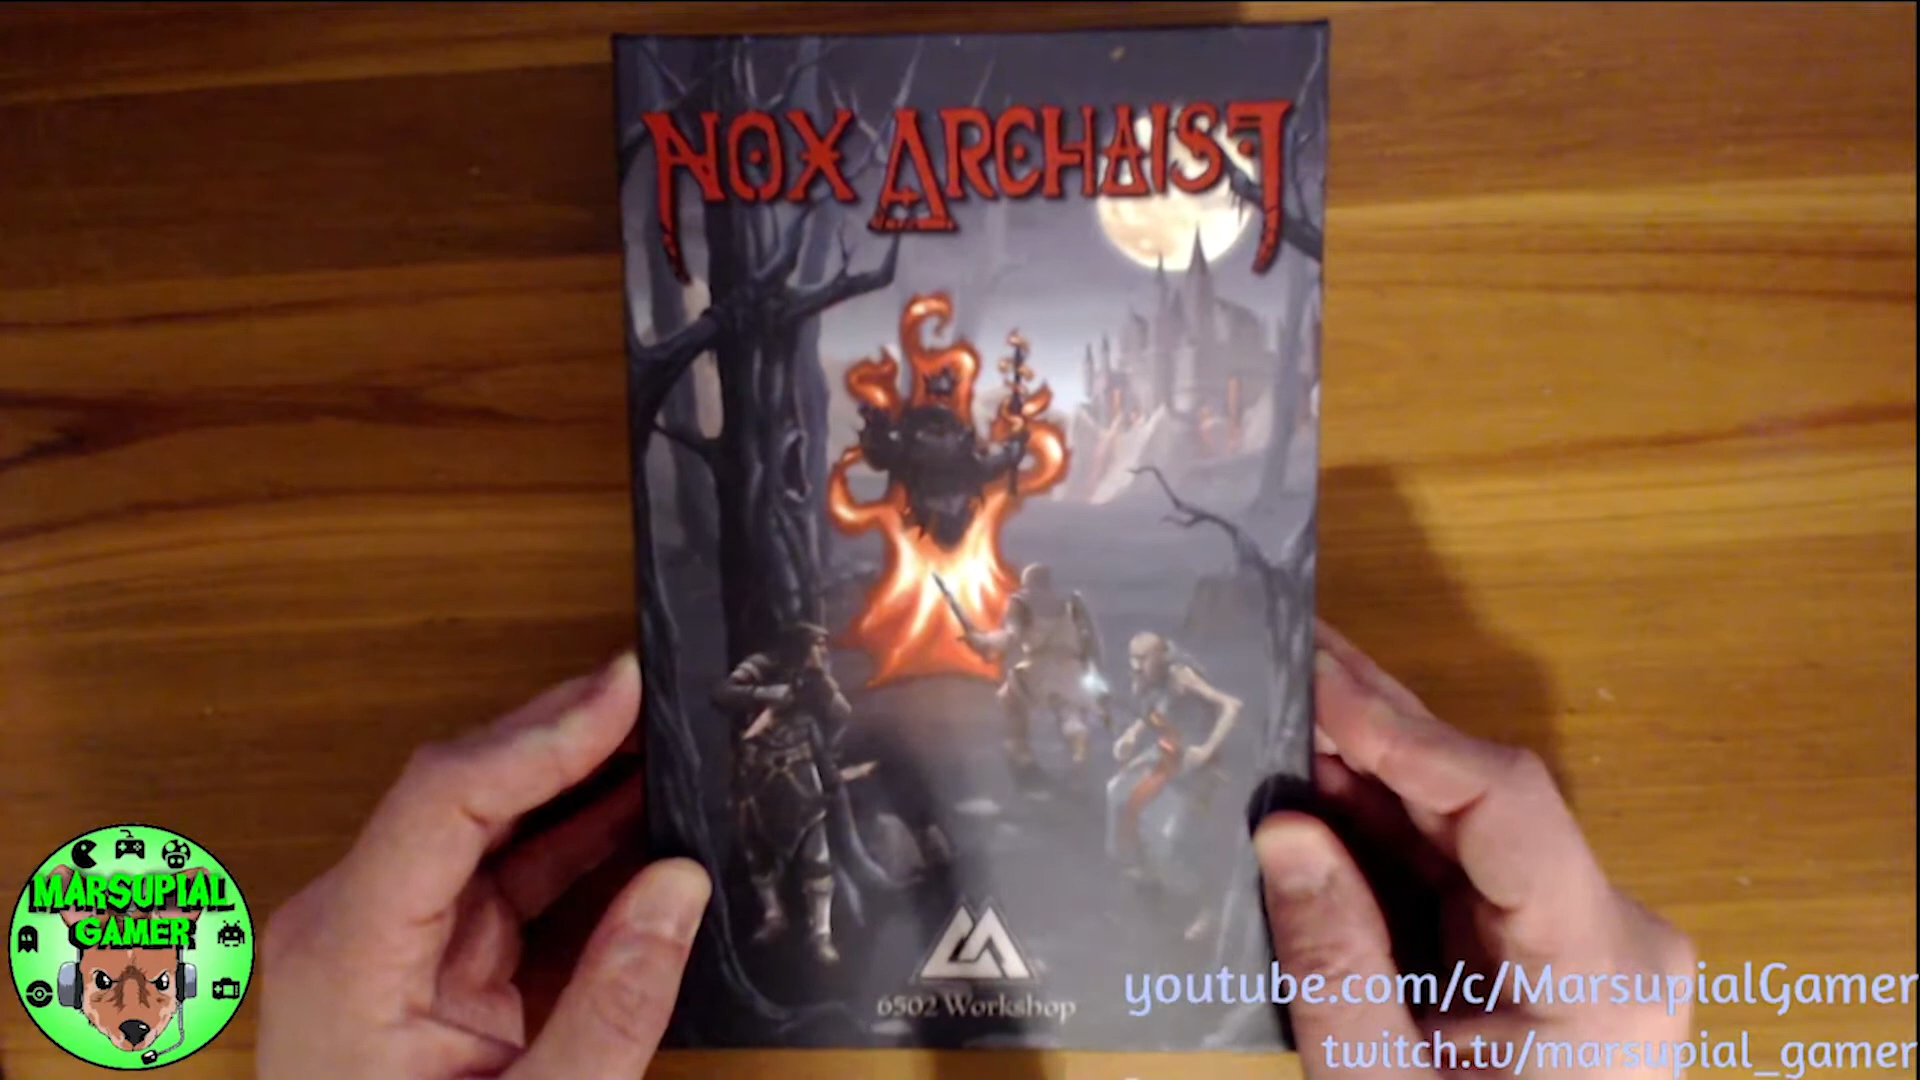 NOX ARCHAIST
6502 Workshop
MARSUPIAL
GAMER
youtube.com/c/MarsupialGamer
twitch.tv/marsupial_gamer